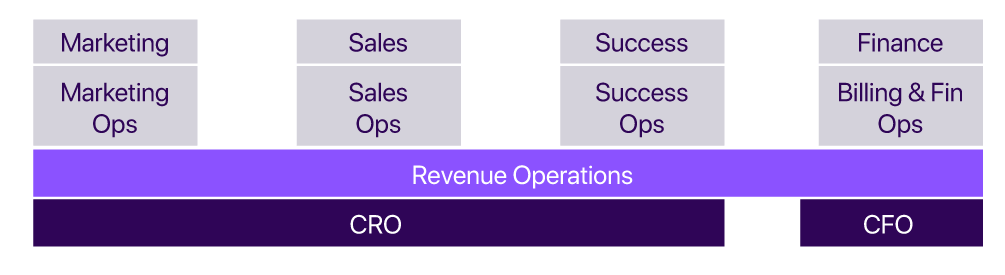 Marketing
Sales
Success
Finance
Marketing
Ops
Sales
Ops
Success
Ops
Billing & Fin
Ops
Revenue Operations
CRO
CFO